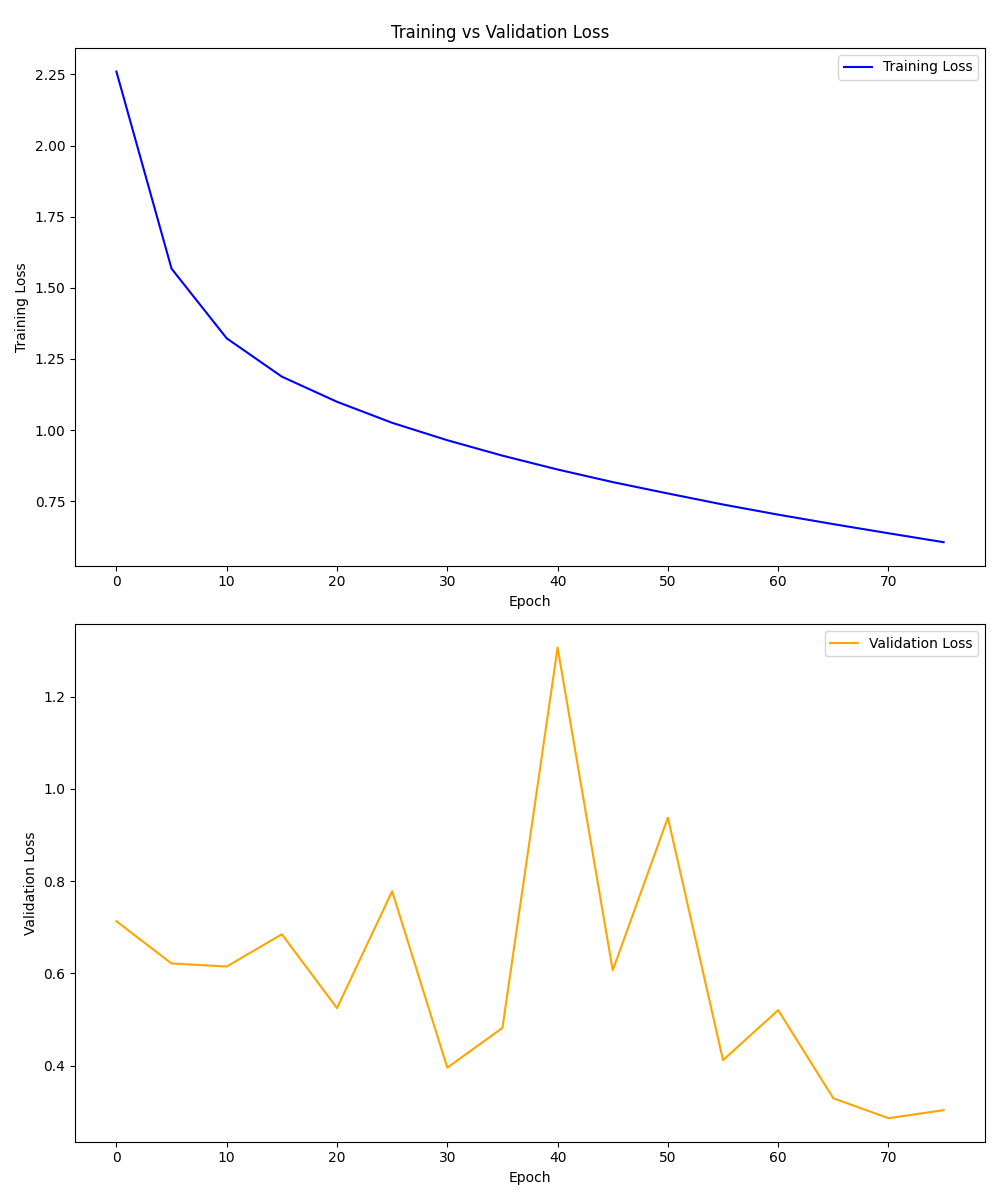 Training vs Validation Loss
Training Loss
2.25
2.00
1.75
1.50
1.25
1.00
0.75
Training Loss
0 10 20 30 40 50 60 70
Epoch
Validation Loss
1.2
1.0
0.8
0.6
0.4
Validation Loss
0 10 20 30 40 50 60 70
Epoch